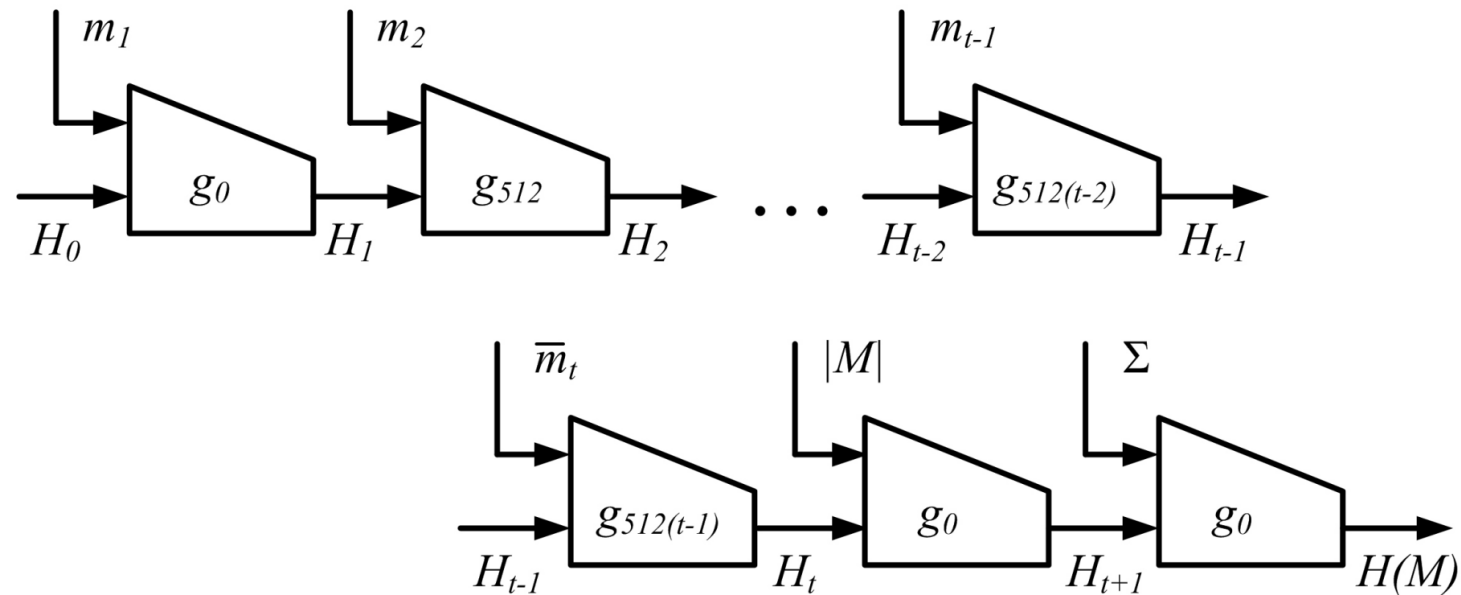 m₁ m₂ mₜ₋₁
g₀ g₅₁₂ ... g₅₁₂₍ₜ₋₂₎
H₀ H₁ H₂ Hₜ₋₂ Hₜ₋₁
m̅ₜ |M| Σ
g₅₁₂₍ₜ₋₁₎ g₀ g₀
Hₜ₋₁ Hₜ Hₜ₊₁ H(M)